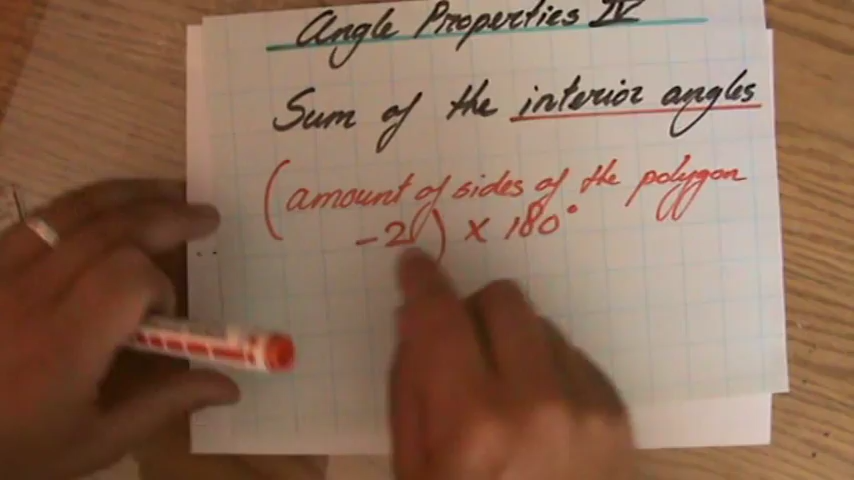 Angle Properties IV
Sum of the interior angles
(amount of sides of the polygon
-2) x 180°